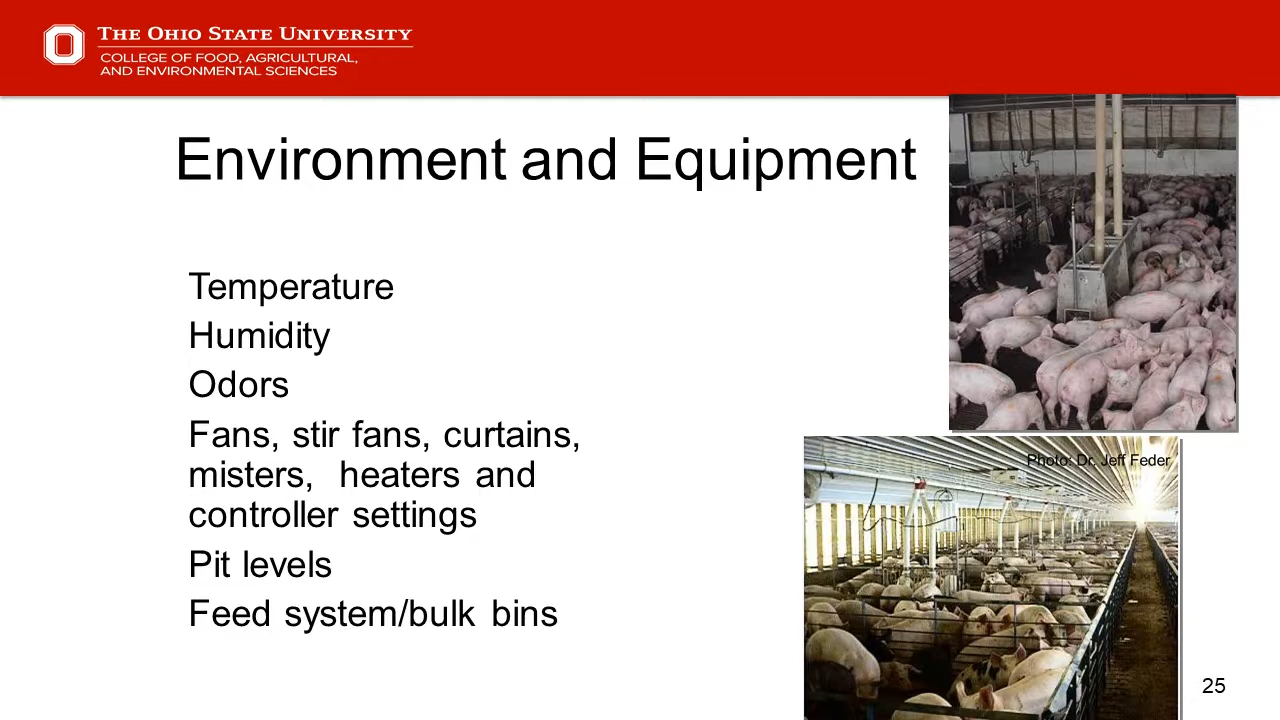 THE OHIO STATE UNIVERSITY
COLLEGE OF FOOD, AGRICULTURAL,
AND ENVIRONMENTAL SCIENCES
Environment and Equipment
Temperature
Humidity
Odors
Fans, stir fans, curtains,
misters,  heaters and
controller settings
Pit levels
Feed system/bulk bins
Photo: Dr. Jeff Feder
25